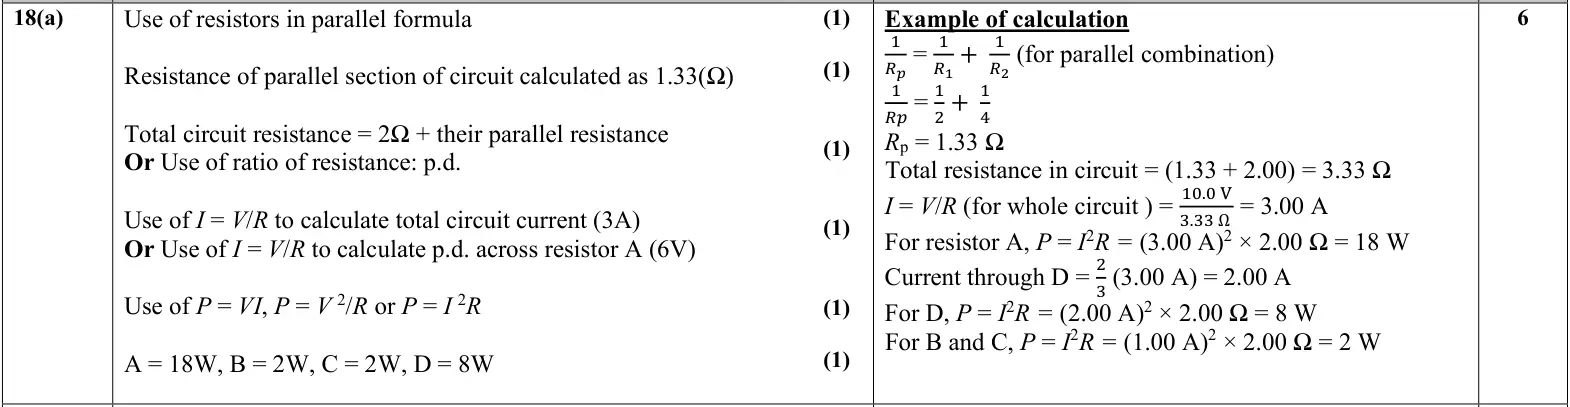 18(a)
Use of resistors in parallel formula (1)
Resistance of parallel section of circuit calculated as 1.33(Ω) (1)
Total circuit resistance = 2Ω + their parallel resistance
Or Use of ratio of resistance: p.d. (1)
Use of I = V/R to calculate total circuit current (3A)
Or Use of I = V/R to calculate p.d. across resistor A (6V) (1)
Use of P = VI, P = V²/R or P = I²R (1)
A = 18W, B = 2W, C = 2W, D = 8W (1)
Example of calculation
1/Rₚ = 1/R₁ + 1/R₂ (for parallel combination)
1/Rp = 1/2 + 1/4
Rₚ = 1.33 Ω
Total resistance in circuit = (1.33 + 2.00) = 3.33 Ω
I = V/R (for whole circuit ) = 10.0 V/3.33 Ω = 3.00 A
For resistor A, P = I²R = (3.00 A)² × 2.00 Ω = 18 W
Current through D = 2/3 (3.00 A) = 2.00 A
For D, P = I²R = (2.00 A)² × 2.00 Ω = 8 W
For B and C, P = I²R = (1.00 A)² × 2.00 Ω = 2 W
6